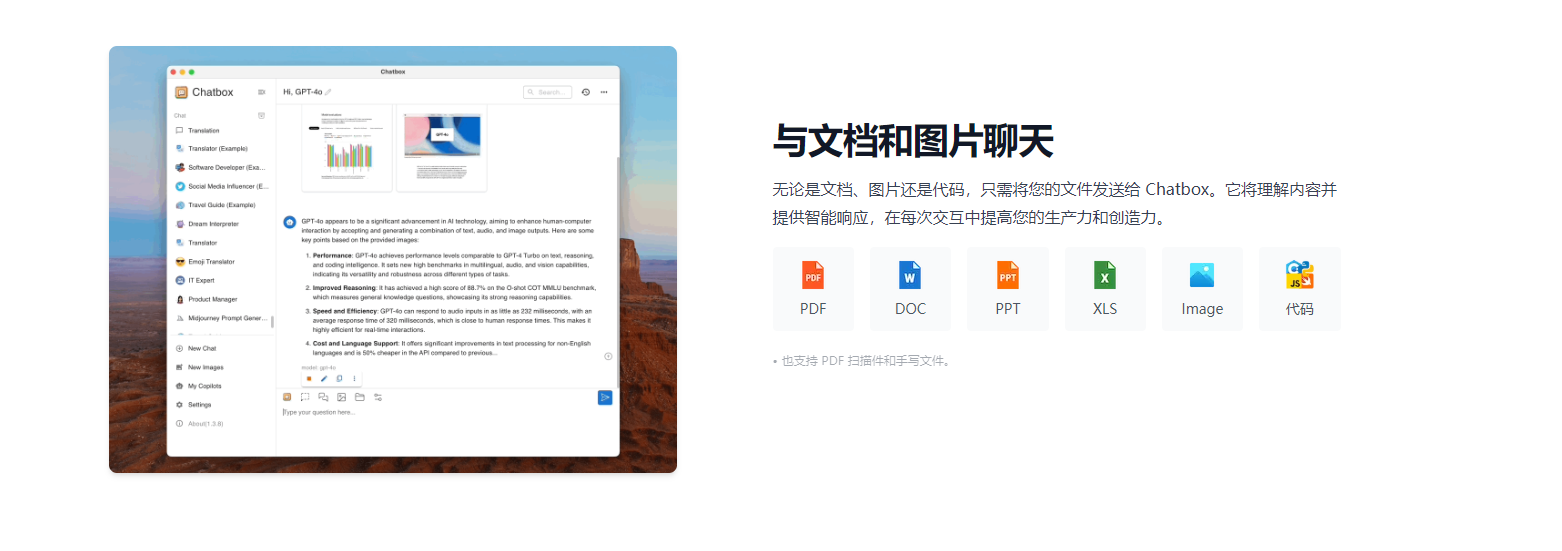 Chatbox
Chatbox
Hi, GPT-4o
Search...
Chat
Translation
Translator (Example)
Software Developer (Exa...
Social Media Influencer (E...
Travel Guide (Example)
Dream Interpreter
Translator
Emoji Translator
IT Expert
Product Manager
Midjourney Prompt Gener...
New Chat
New Images
My Copilots
Settings
About(1.3.8)
GPT-4o
GPT-4o appears to be a significant advancement in AI technology, aiming to enhance human-computer
interaction by accepting and generating a combination of text, audio, and image outputs. Here are some
key points based on the provided images:
1. Performance: GPT-4o achieves performance levels comparable to GPT-4 Turbo on text, reasoning,
and coding intelligence. It sets new high benchmarks in multilingual, audio, and vision capabilities,
indicating its versatility and robustness across different types of tasks.
2. Improved Reasoning: It has achieved a high score of 88.7% on the O-shot COT MMLU benchmark,
which measures general knowledge questions, showcasing its strong reasoning capabilities.
3. Speed and Efficiency: GPT-4o can respond to audio inputs in as little as 232 milliseconds, with an
average response time of 320 milliseconds, which is close to human response times. This makes it
highly efficient for real-time interactions.
4. Cost and Language Support: It offers significant improvements in text processing for non-English
languages and is 50% cheaper in the API compared to previous...
model: gpt-4o
Type your question here...
与文档和图片聊天
无论是文档、图片还是代码，只需将您的文件发送给 Chatbox。它将理解内容并
提供智能响应，在每次交互中提高您的生产力和创造力。
PDF
W
PPT
X
JS
PDF
DOC
PPT
XLS
Image
代码
• 也支持 PDF 扫描件和手写文件。